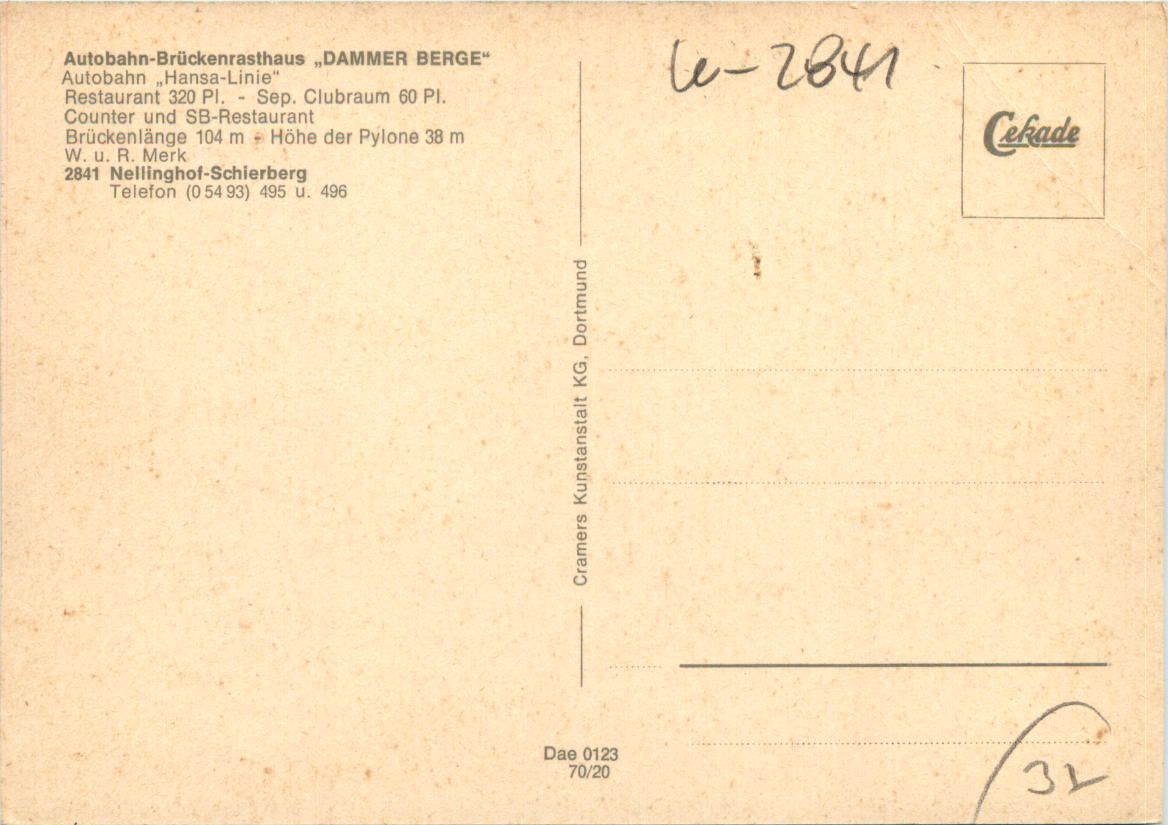 Autobahn-Brückenrasthaus „DAMMER BERGE“
Autobahn „Hansa-Linie“
Restaurant 320 Pl. - Sep. Clubraum 60 Pl.
Counter und SB-Restaurant
Brückenlänge 104 m - Höhe der Pylone 38 m
W. u. R. Merk
2841 Nellinghof-Schierberg
Telefon (0 54 93) 495 u. 496
2841
Cekade
Cramers Kunstanstalt KG, Dortmund
Dae 0123
70/20
32